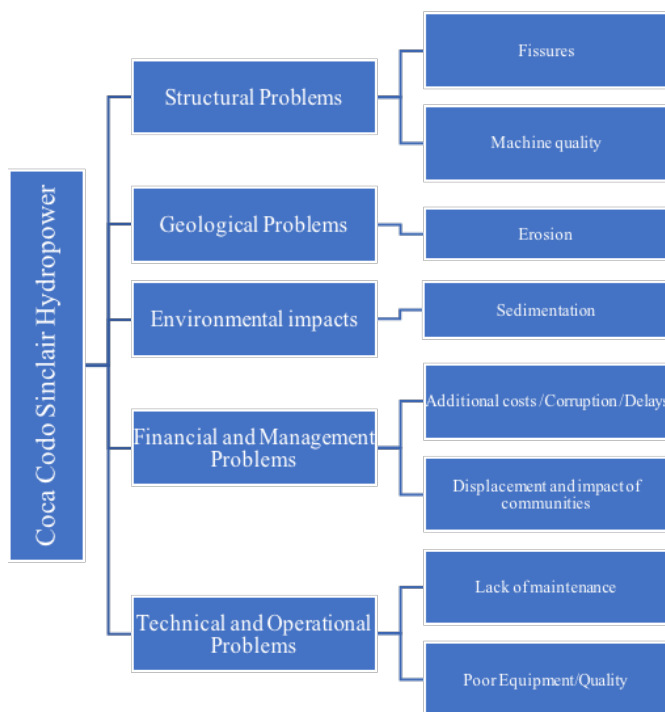 Coca Codo Sinclair Hydropower
Structural Problems
Fissures
Machine quality
Geological Problems
Erosion
Environmental impacts
Sedimentation
Financial and Management
Problems
Additional costs /Corruption/Delays
Displacement and impact of
communities
Technical and Operational
Problems
Lack of maintenance
Poor Equipment/Quality